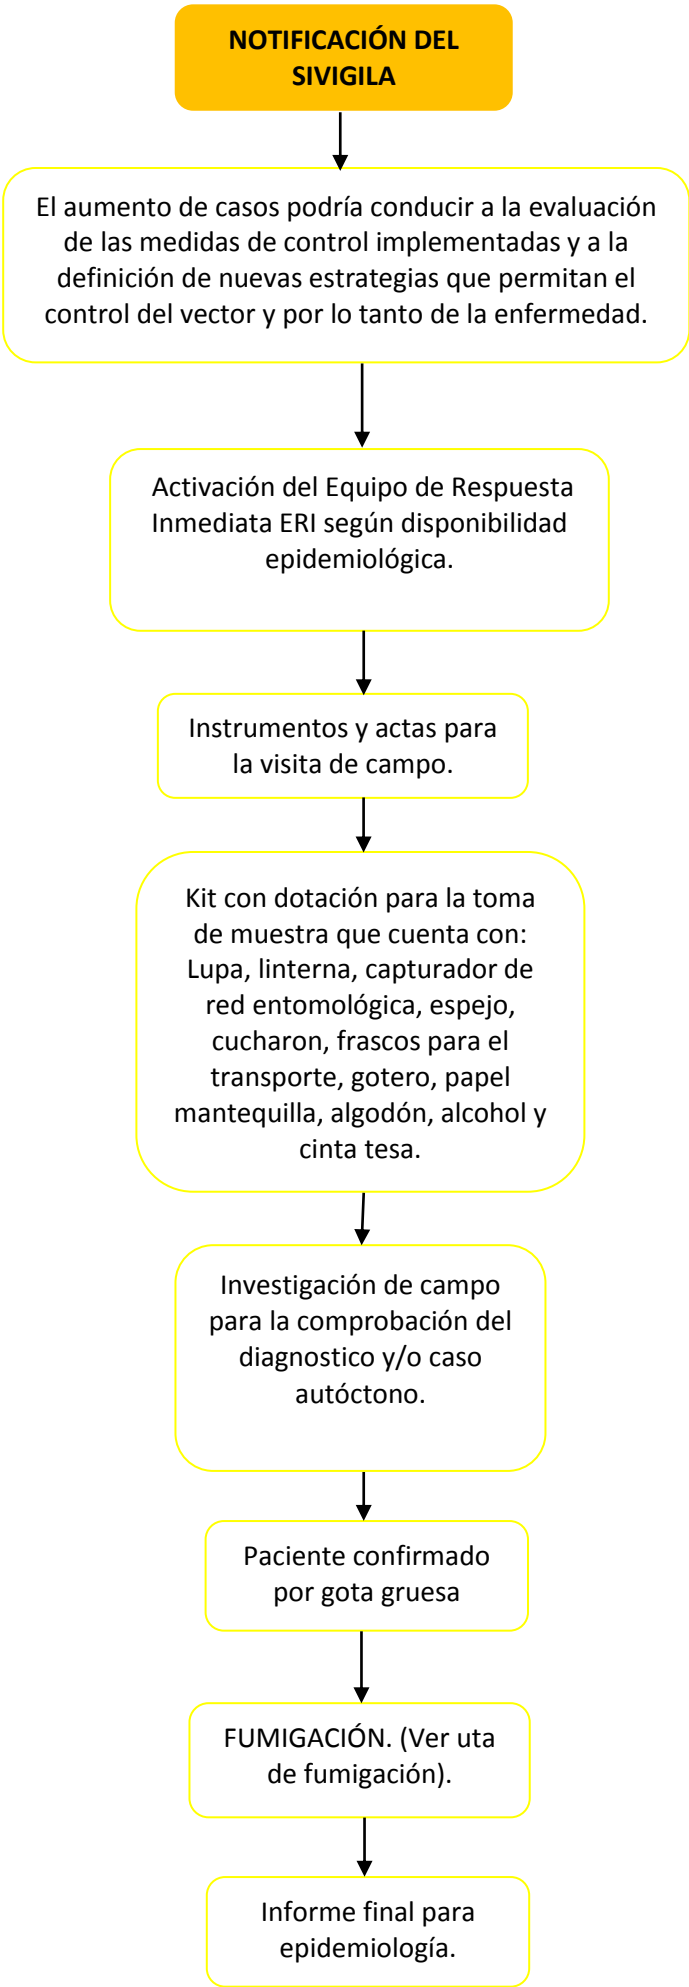 NOTIFICACIÓN DEL
SIVIGILA
El aumento de casos podría conducir a la evaluación
de las medidas de control implementadas y a la
definición de nuevas estrategias que permitan el
control del vector y por lo tanto de la enfermedad.
Activación del Equipo de Respuesta
Inmediata ERI según disponibilidad
epidemiológica.
Instrumentos y actas para
la visita de campo.
Kit con dotación para la toma
de muestra que cuenta con:
Lupa, linterna, capturador de
red entomológica, espejo,
cucharon, frascos para el
transporte, gotero, papel
mantequilla, algodón, alcohol y
cinta tesa.
Investigación de campo
para la comprobación del
diagnostico y/o caso
autóctono.
Paciente confirmado
por gota gruesa
FUMIGACIÓN. (Ver uta
de fumigación).
Informe final para
epidemiología.